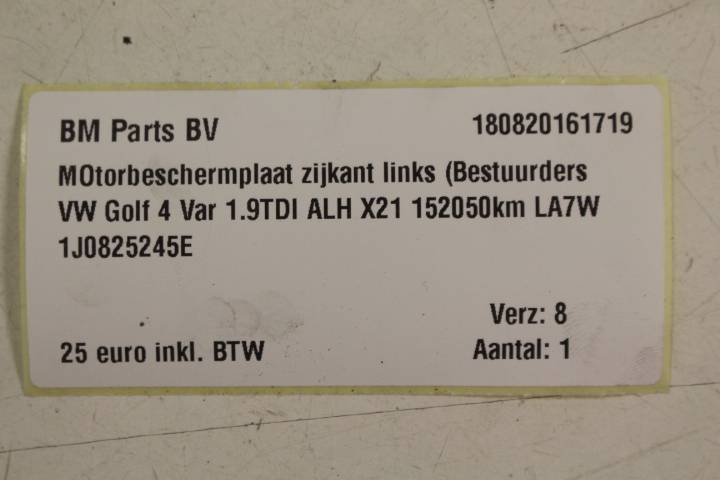 BM Parts BV 180820161719
MOtorbeschermplaat zijkant links (Bestuurders
VW Golf 4 Var 1.9TDI ALH X21 152050km LA7W
1J0825245E
Verz: 8
25 euro inkl. BTW Aantal: 1